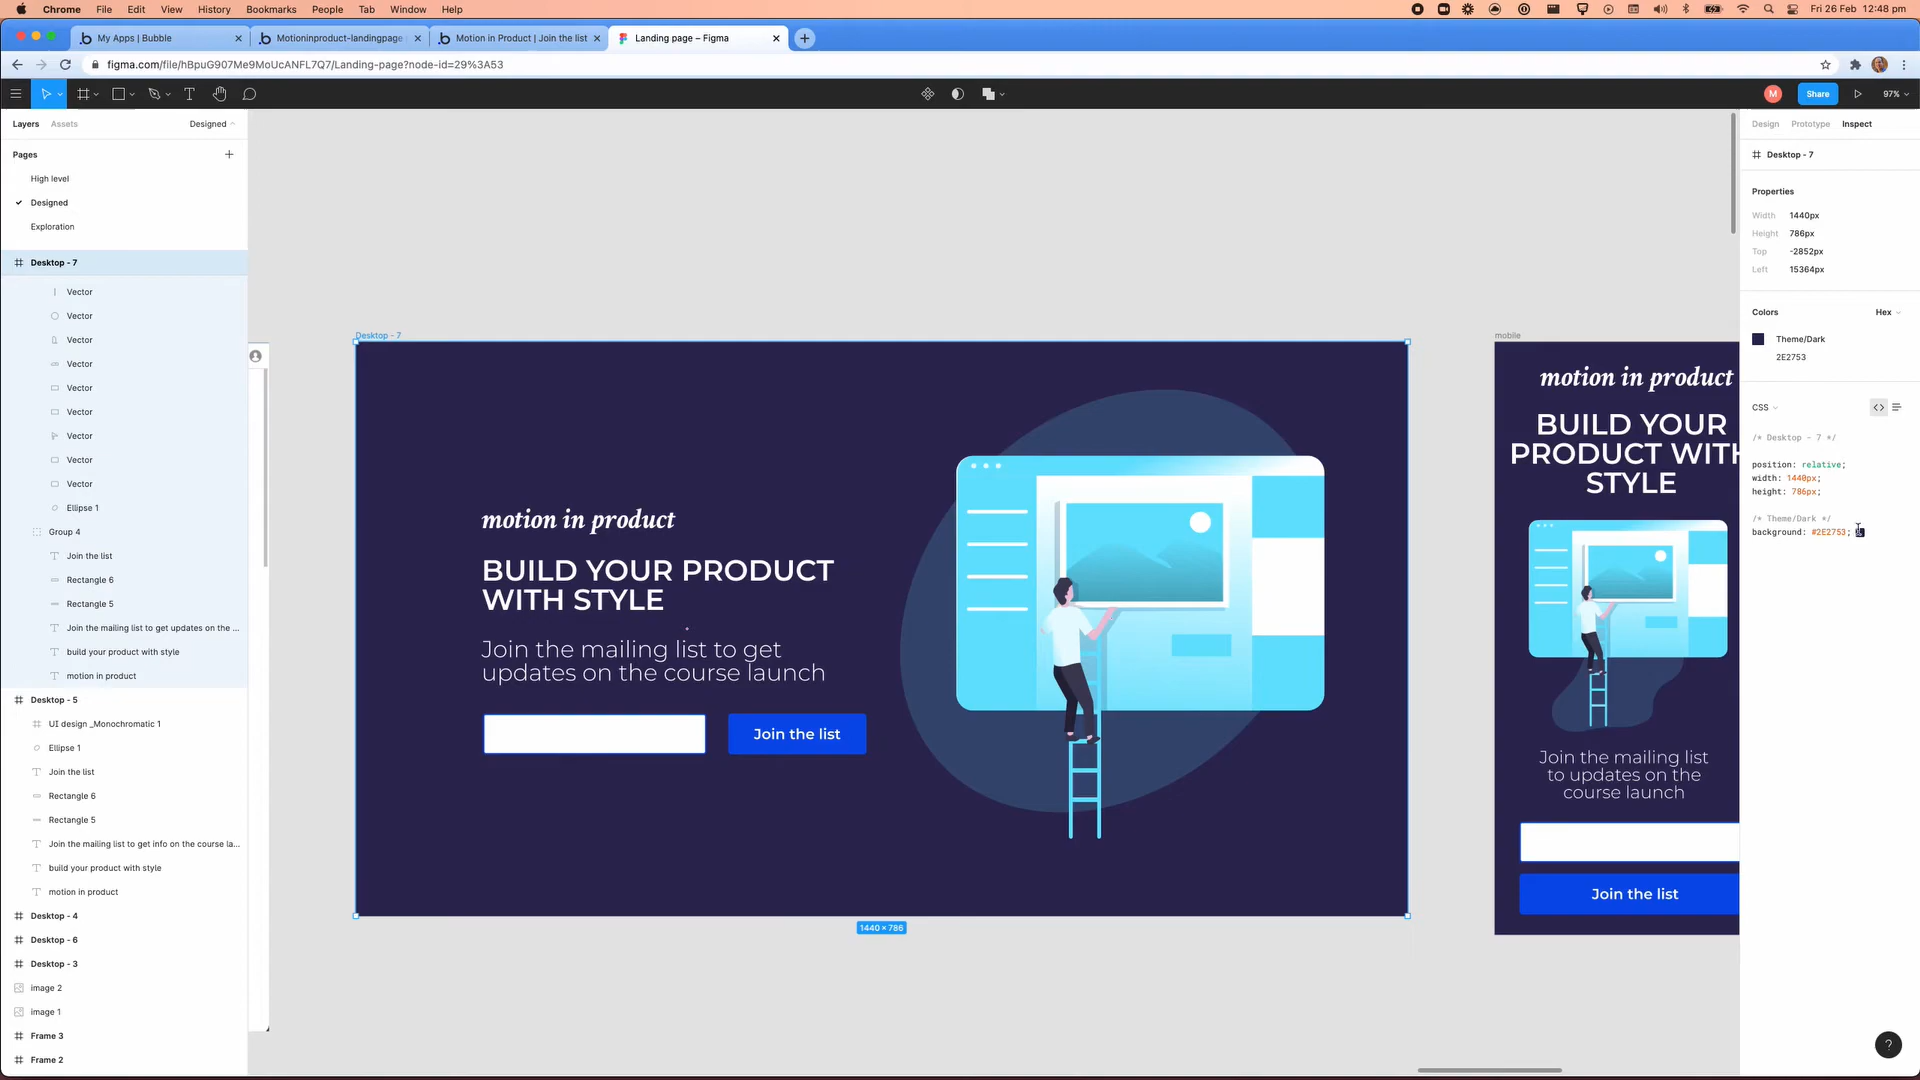 Chrome File Edit View History Bookmarks People Tab Window Help Fri 26 Feb 12:48 pm
My Apps | Bubble Motioninproduct-landingpage Motion in Product | Join the list Landing page – Figma
figma.com/file/hBpuG907Me9MoUcANFL7Q7/Landing-page?node-id=29%3A53
M Share 97%
Layers Assets Designed
Pages
High level
Designed
Exploration
Desktop - 7
Vector
Vector
Vector
Vector
Vector
Vector
Vector
Vector
Vector
Ellipse 1
Group 4
Join the list
Rectangle 6
Rectangle 5
Join the mailing list to get updates on the ...
build your product with style
motion in product
Desktop - 5
UI design _Monochromatic 1
Ellipse 1
Join the list
Rectangle 6
Rectangle 5
Join the mailing list to get info on the course la...
build your product with style
motion in product
Desktop - 4
Desktop - 6
Desktop - 3
image 2
image 1
Frame 3
Frame 2
Desktop - 7
motion in product
BUILD YOUR PRODUCT
WITH STYLE
Join the mailing list to get
updates on the course launch
Join the list
1440 × 786
mobile
motion in product
BUILD YOUR
PRODUCT WITH
STYLE
Join the mailing list
to updates on the
course launch
Join the list
Design Prototype Inspect
Desktop - 7
Properties
Width 1440px
Height 786px
Top -2852px
Left 15364px
Colors Hex
Theme/Dark
2E2753
CSS
/* Desktop - 7 */
position: relative;
width: 1440px;
height: 786px;
/* Theme/Dark */
background: #2E2753;
?